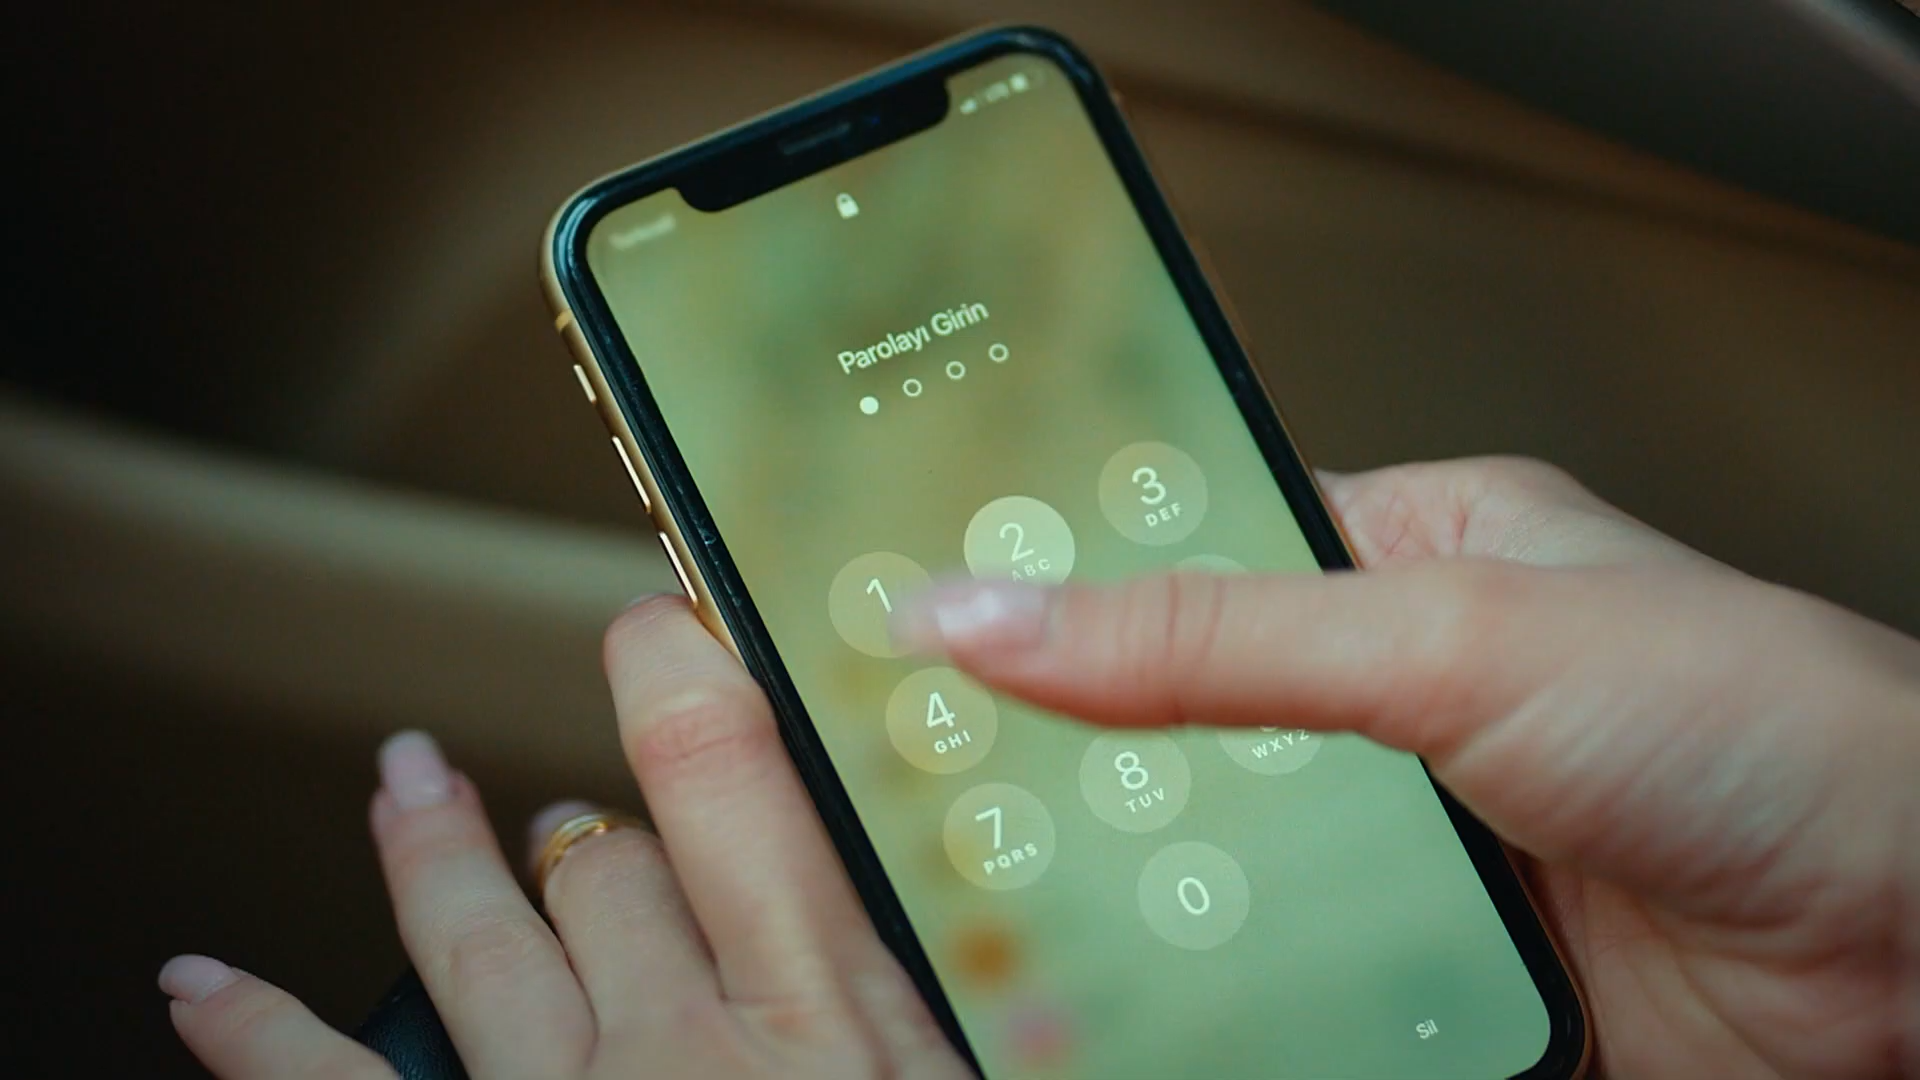 Parolayı Girin
1
2
ABC
3
DEF
4
GHI
WXYZ
7
PQRS
8
TUV
0
Sil